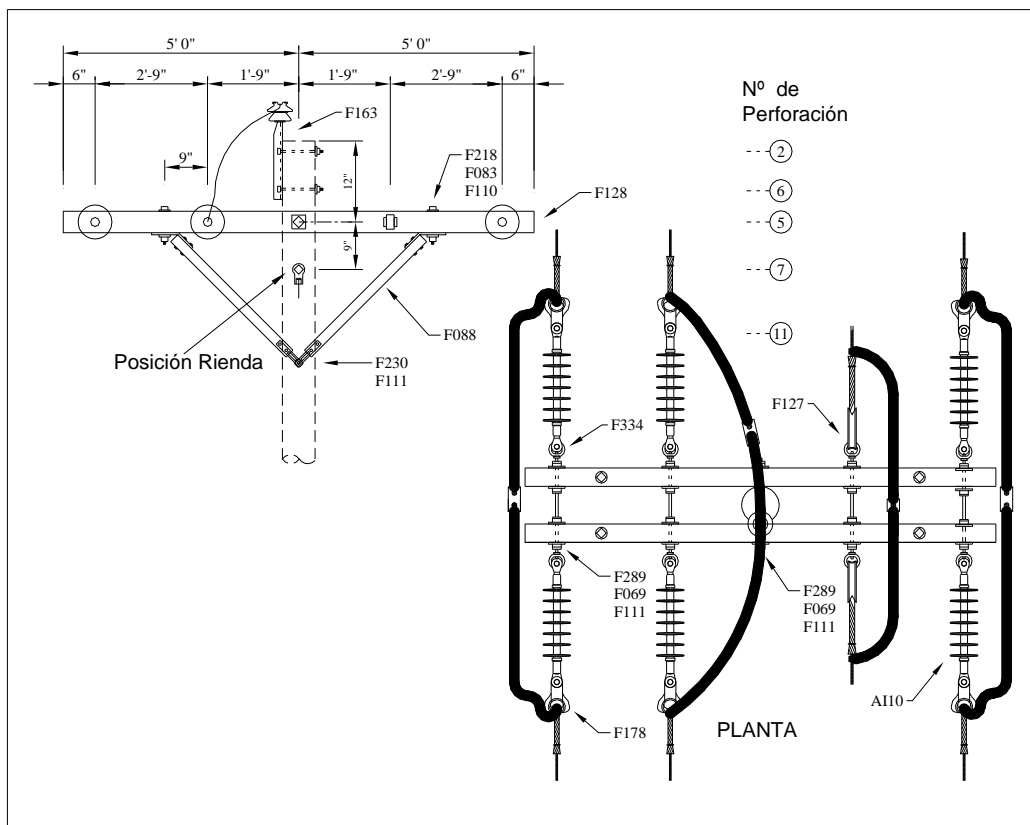 5' 0"
5' 0"
6"
2'-9"
1'-9"
1'-9"
2'-9"
6"
F163
9"
12"
F218
F083
F110
F128
9"
F088
Posición Rienda
F230
F111
Nº de
Perforación
2
6
5
7
11
F127
F334
F289
F069
F111
F289
F069
F111
AI10
F178
PLANTA